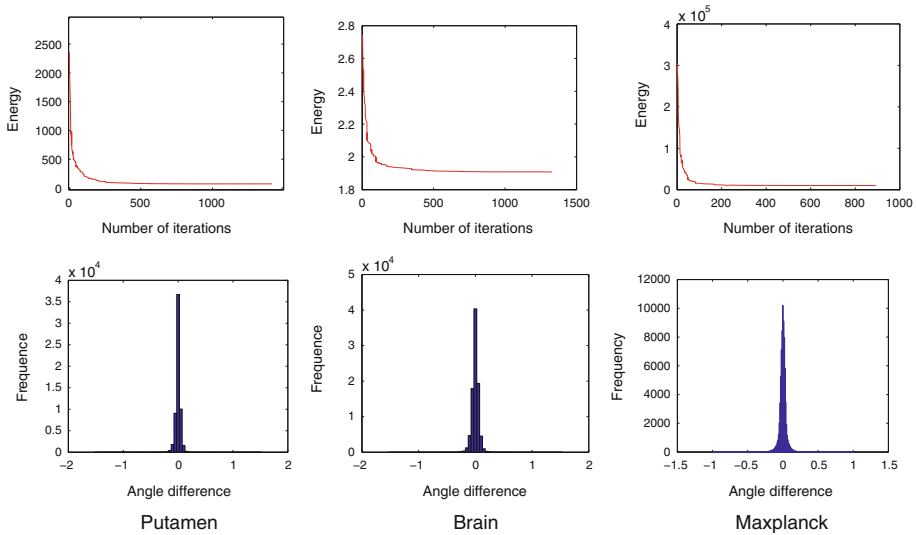 2500
2000
1500
1000
500
0
0 500 1000
Energy
Number of iterations
2.8
2.6
2.4
2.2
2
1.8
0 500 1000 1500
Energy
Number of iterations
x 10^5
4
3
2
1
0
0 200 400 600 800 1000
Energy
Number of iterations
x 10^4
4
3.5
3
2.5
2
1.5
1
0.5
0
−2 −1 0 1 2
Frequence
Angle difference
Putamen
x 10^4
5
4
3
2
1
0
−2 −1 0 1 2
Frequence
Angle difference
Brain
12000
10000
8000
6000
4000
2000
0
−1.5 −1 −0.5 0 0.5 1 1.5
Frequency
Angle difference
Maxplanck